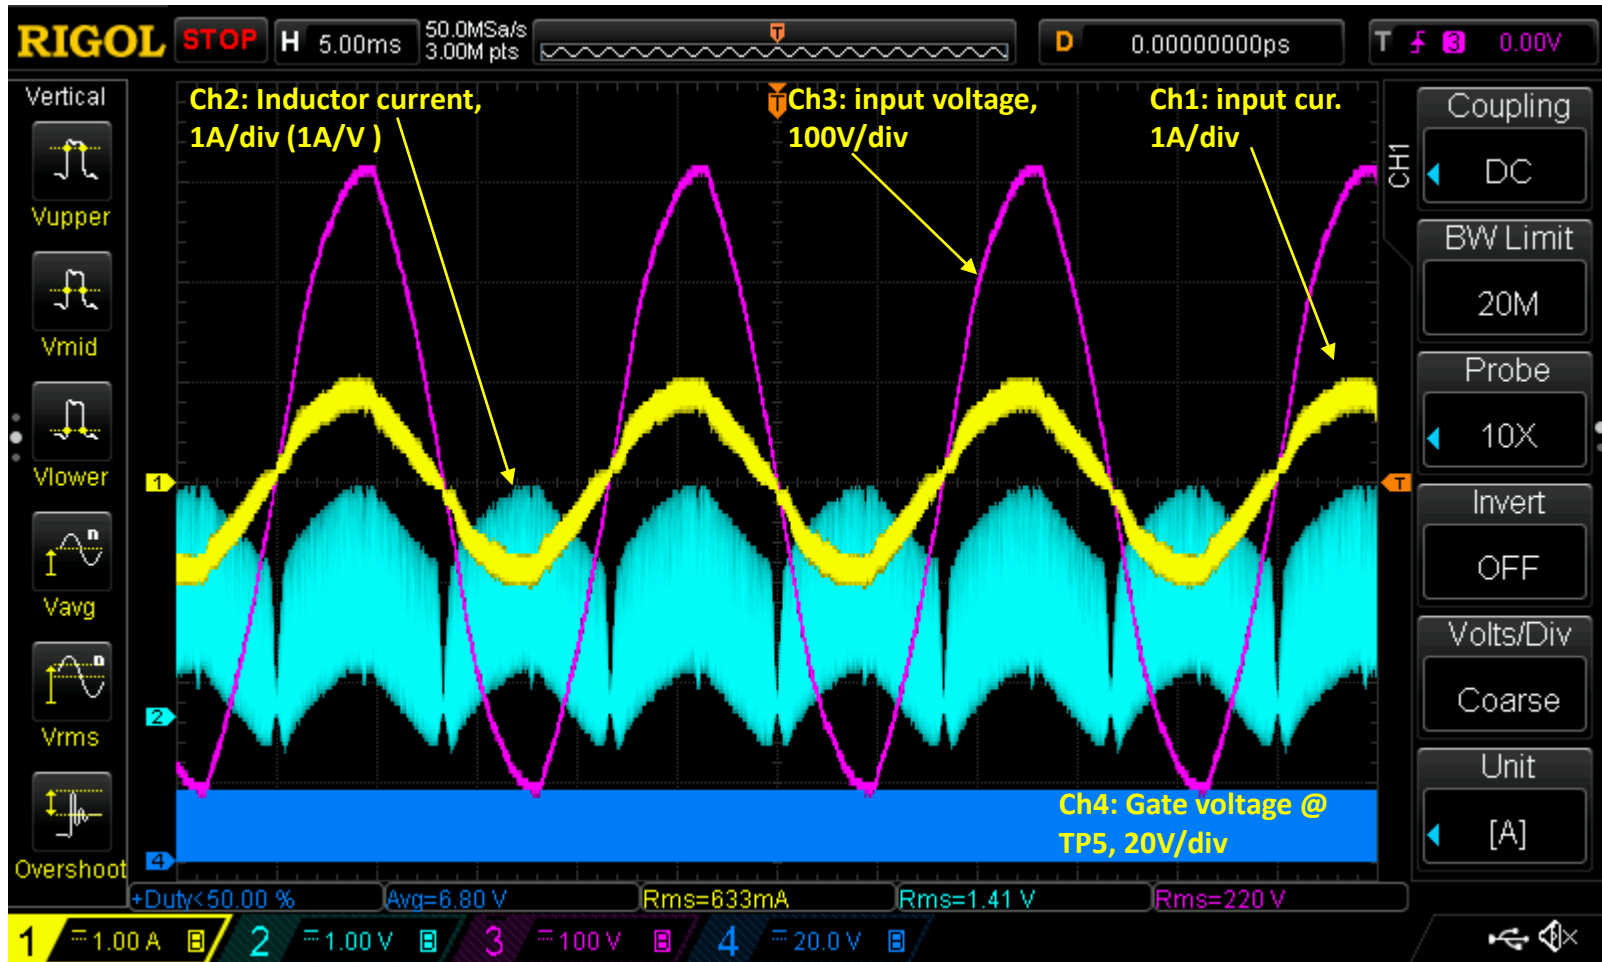 RIGOL STOP H 5.00ms 50.0MSa/s D 0.00000000ps T 3 0.00V
3.00M pts
T
Vertical
Vupper
Vmid
Vlower
n
Vavg
n
Vrms
Overshoot
Ch2: Inductor current,
1A/div (1A/V )
Ch3: input voltage,
100V/div
Ch1: input cur.
1A/div
1
2
4
T
Ch4: Gate voltage @
TP5, 20V/div
CH1
Coupling
DC
BW Limit
20M
Probe
10X
Invert
OFF
Volts/Div
Coarse
Unit
[A]
+Duty<50.00 % Avg=6.80 V Rms=633mA Rms=1.41 V Rms=220 V
1 1.00 A B 2 1.00 V B 3 100 V B 4 20.0 V B